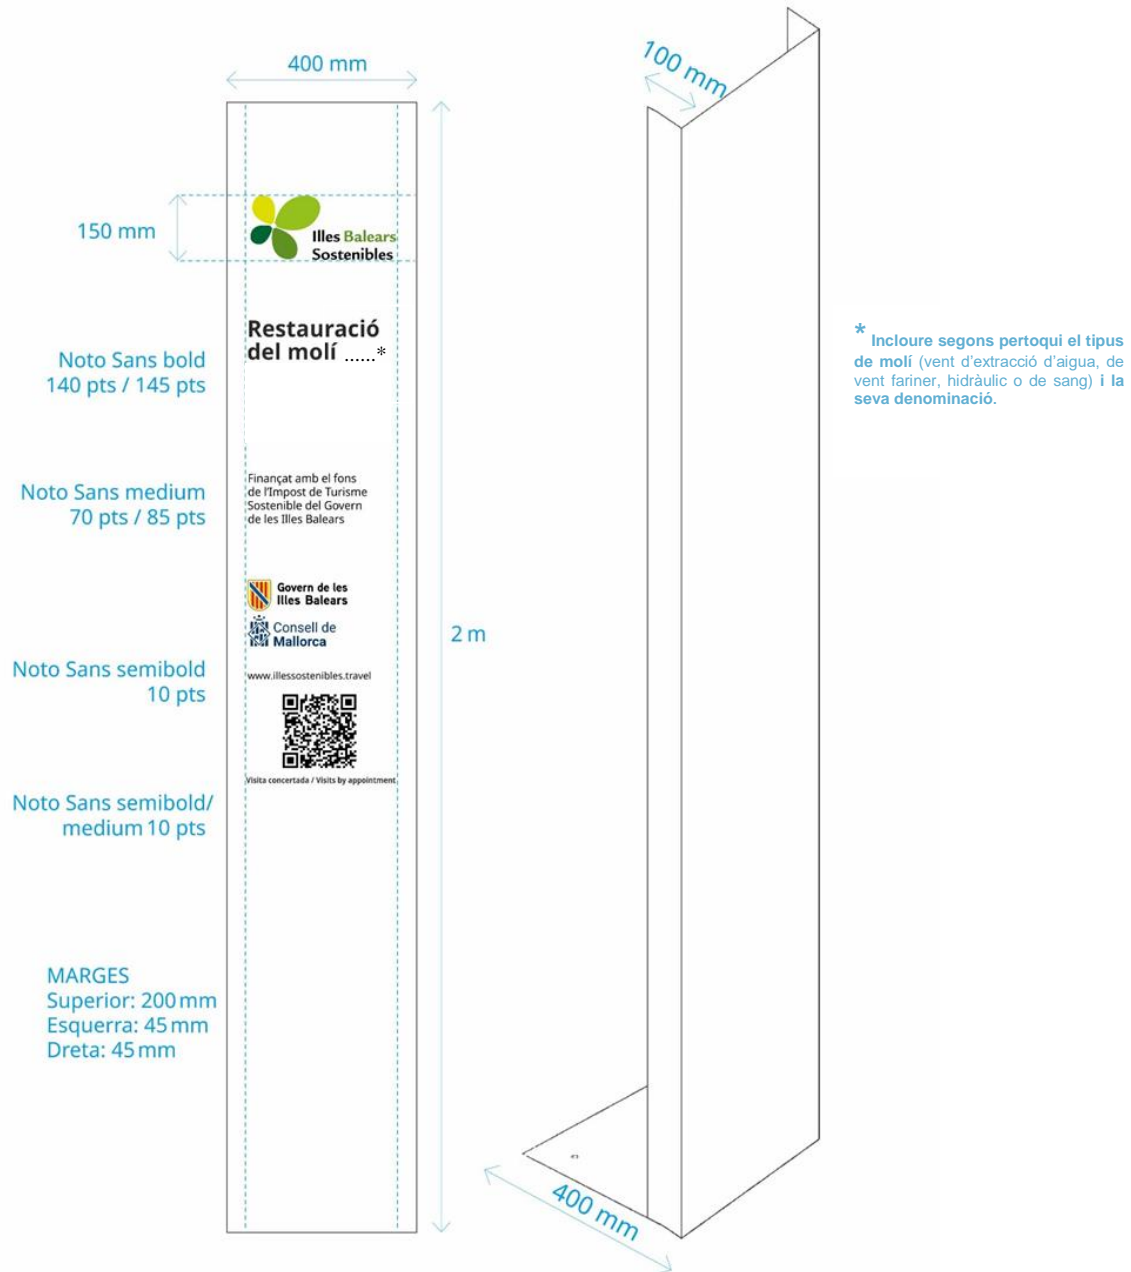 400 mm
100 mm
150 mm
Illes Balears
Sostenibles
Restauració
del molí ......*
Noto Sans bold
140 pts / 145 pts
* Incloure segons pertoqui el tipus
de molí (vent d'extracció d'aigua, de
vent fariner, hidràulic o de sang) i la
seva denominació.
Finançat amb el fons
de l'Impost de Turisme
Sostenible del Govern
de les Illes Balears
Noto Sans medium
70 pts / 85 pts
Govern de les
Illes Balears
Consell de
Mallorca
2 m
www.illessostenibles.travel
Noto Sans semibold
10 pts
Visita concertada / Visits by appointment
Noto Sans semibold/
medium 10 pts
MARGES
Superior: 200 mm
Esquerra: 45 mm
Dreta: 45 mm
400 mm